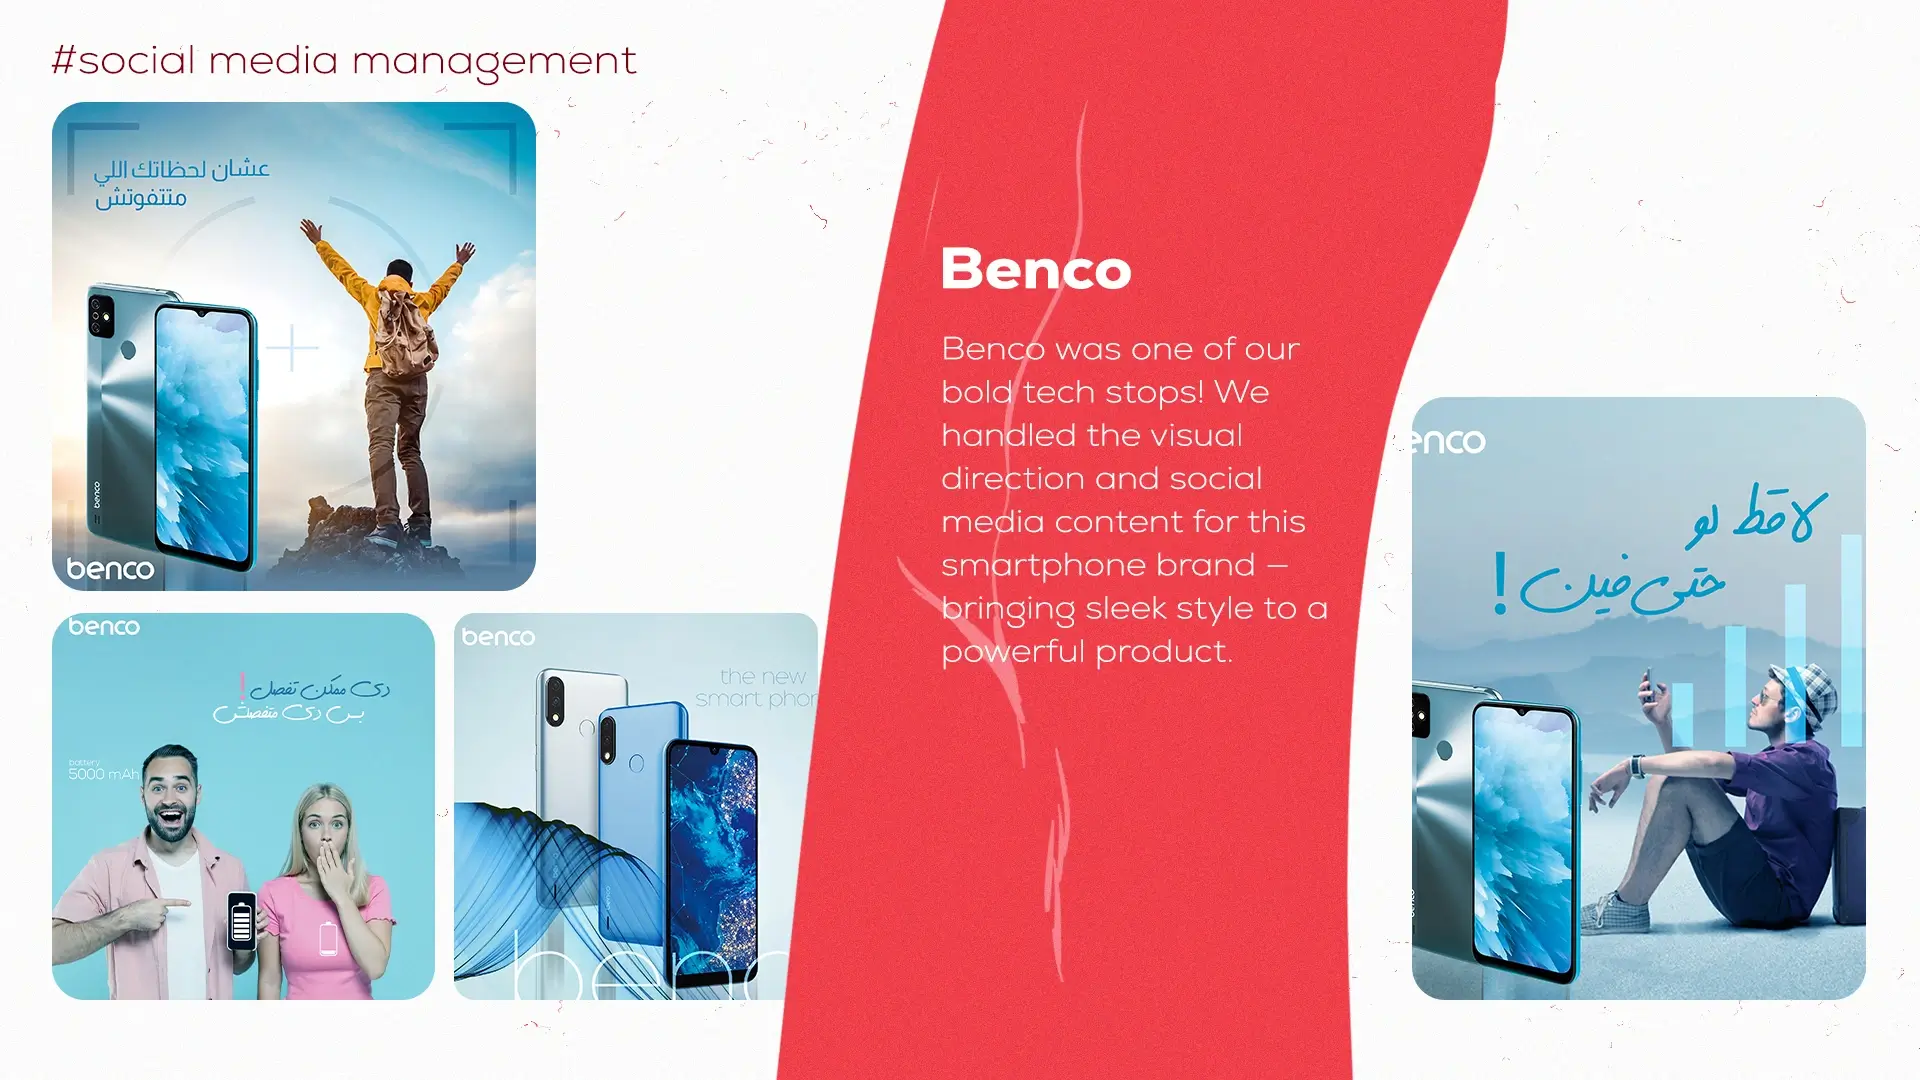 #social media management
عشان لحظاتك اللي
متتفوتش
benco
benco
benco
دي ممكن تفصل!
بس دي متفصلش
battery
5000 mAh
benco
the new
smart phon
benc
Benco
Benco was one of our
bold tech stops! We
handled the visual
direction and social
media content for this
smartphone brand —
bringing sleek style to a
powerful product.
enco
لاقط لو
حتى فين!